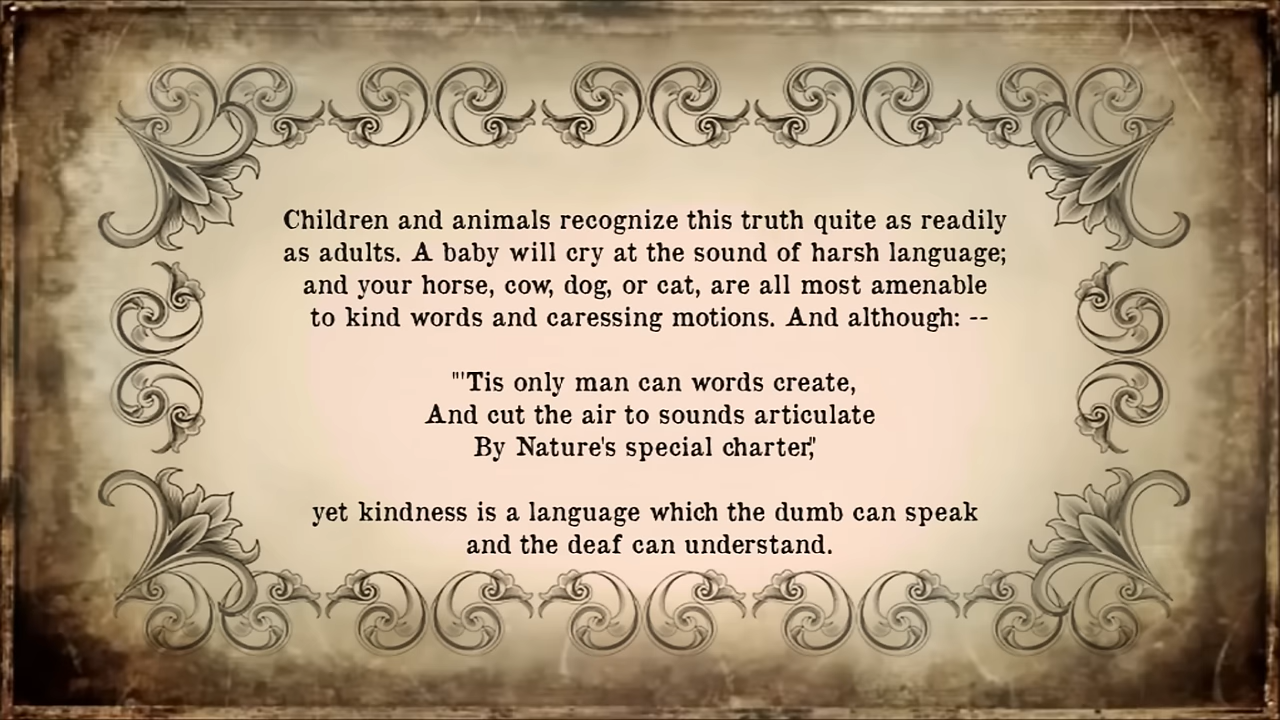 Children and animals recognize this truth quite as readily
as adults. A baby will cry at the sound of harsh language;
and your horse, cow, dog, or cat, are all most amenable
to kind words and caressing motions. And although: --
"'Tis only man can words create,
And cut the air to sounds articulate
By Nature's special charter,"
yet kindness is a language which the dumb can speak
and the deaf can understand.